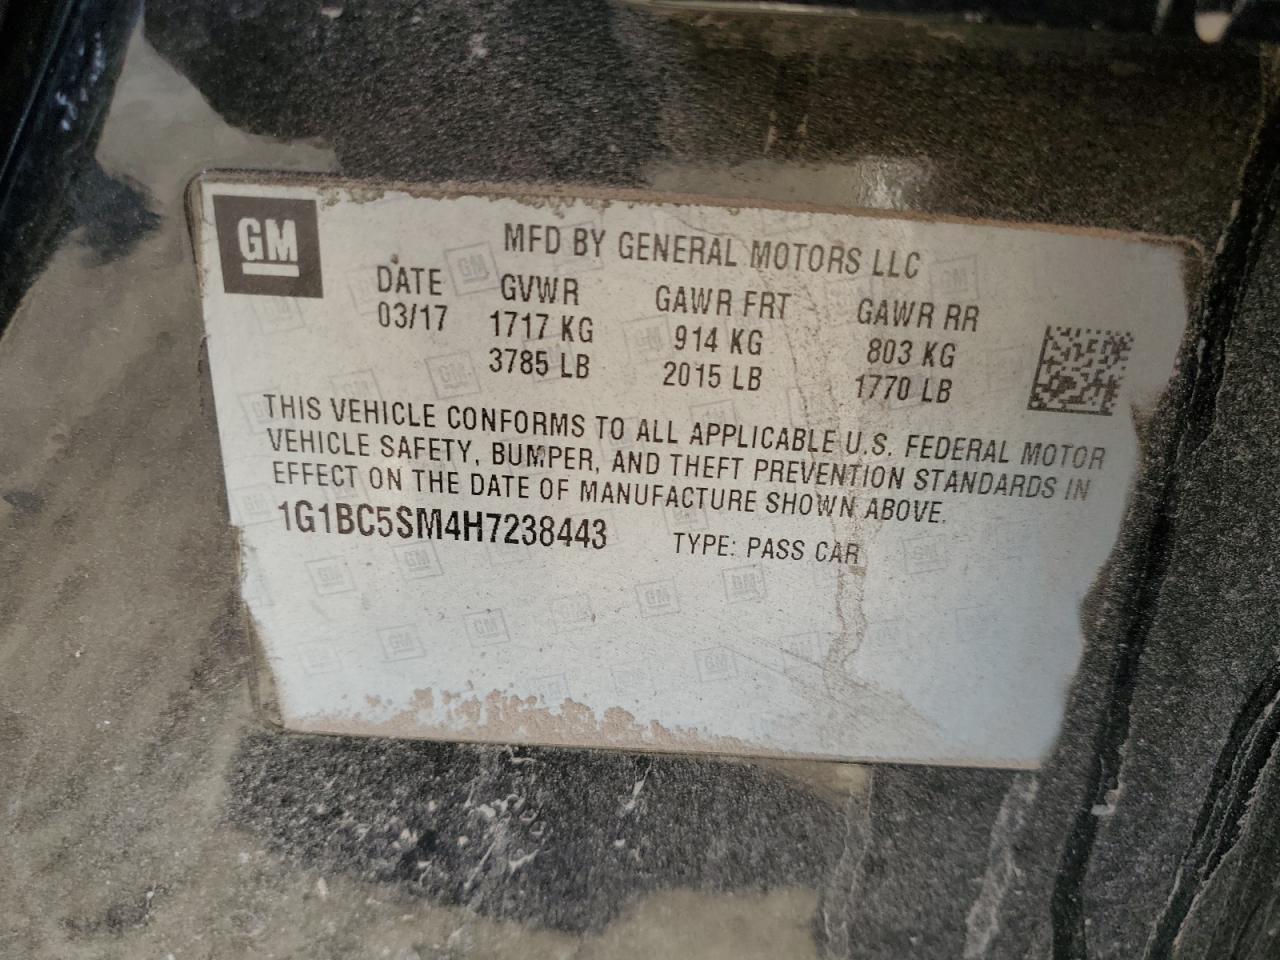 GM
MFD BY GENERAL MOTORS LLC
DATE GVWR GAWR FRT GAWR RR
03/17 1717 KG 914 KG 803 KG
3785 LB 2015 LB 1770 LB
THIS VEHICLE CONFORMS TO ALL APPLICABLE U.S. FEDERAL MOTOR
VEHICLE SAFETY, BUMPER, AND THEFT PREVENTION STANDARDS IN
EFFECT ON THE DATE OF MANUFACTURE SHOWN ABOVE.
1G1BC5SM4H7238443 TYPE: PASS CAR